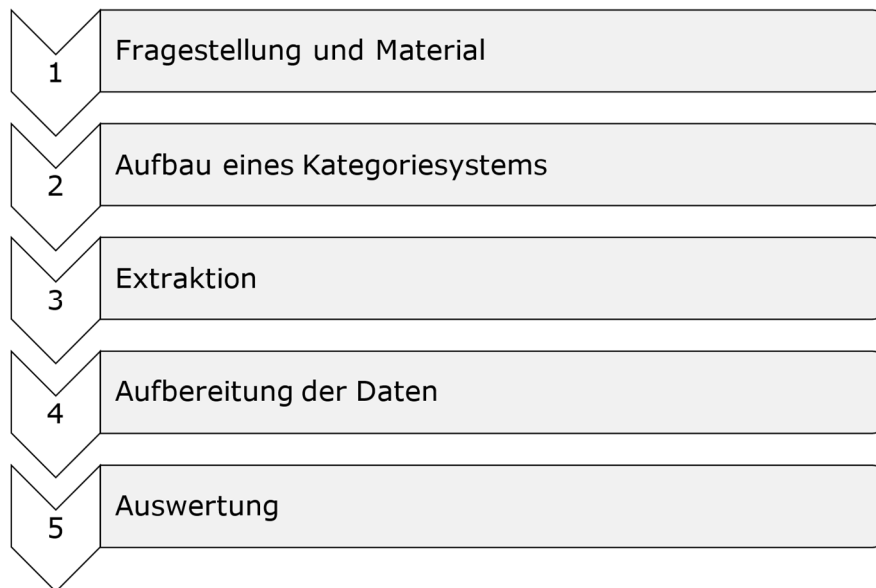 1 Fragestellung und Material
2 Aufbau eines Kategoriesystems
3 Extraktion
4 Aufbereitung der Daten
5 Auswertung